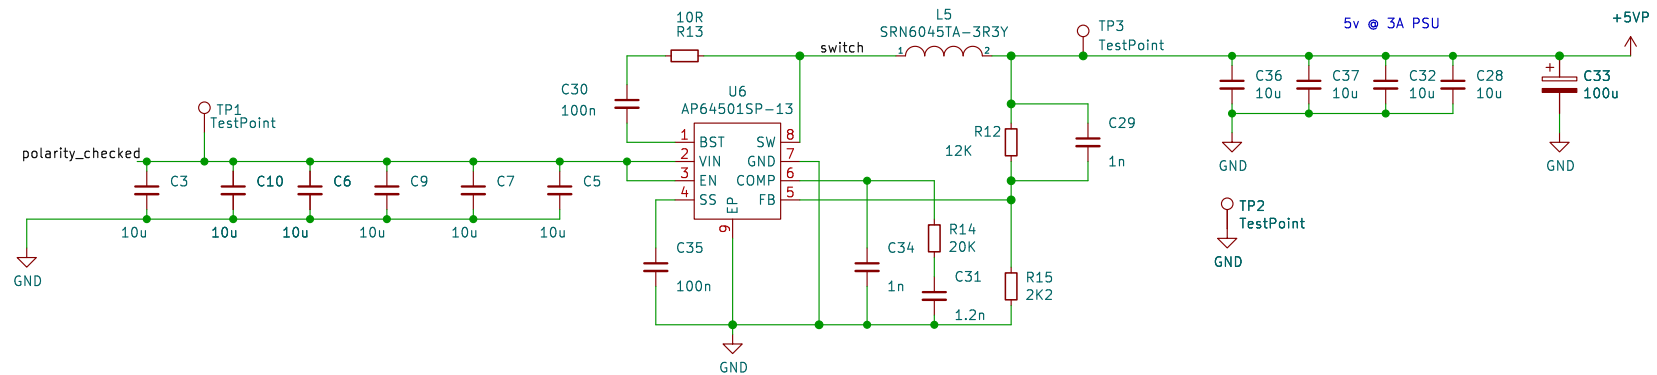 10R
R13
L5
SRN6045TA-3R3Y
switch
1
2
TP3
TestPoint
5v @ 3A PSU
+5VP
C30
100n
U6
AP64501SP-13
C36
10u
C37
10u
C32
10u
C28
10u
+
C33
100u
TP1
TestPoint
polarity_checked
1
2
3
4
BST
VIN
EN
SS
EP
9
SW
GND
COMP
FB
8
7
6
5
R12
12K
C29
1n
GND
GND
C3
C10
C6
C9
C7
C5
10u
10u
10u
10u
10u
10u
GND
TP2
TestPoint
GND
C35
100n
C34
1n
R14
20K
C31
1.2n
R15
2K2
GND